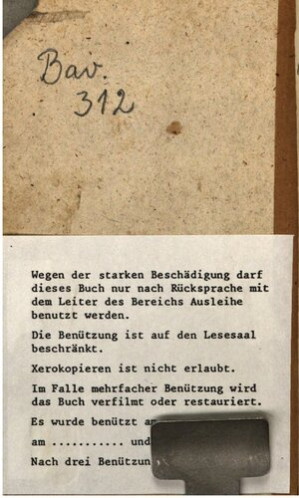 Bav.
312
Wegen der starken Beschädigung darf
dieses Buch nur nach Rücksprache mit
dem Leiter des Bereichs Ausleihe
benutzt werden.
Die Benützung ist auf den Lesesaal
beschränkt.
Xerokopieren ist nicht erlaubt.
Im Falle mehrfacher Benützung wird
das Buch verfilmt oder restauriert.
Es wurde benützt
am ........... und
Nach drei